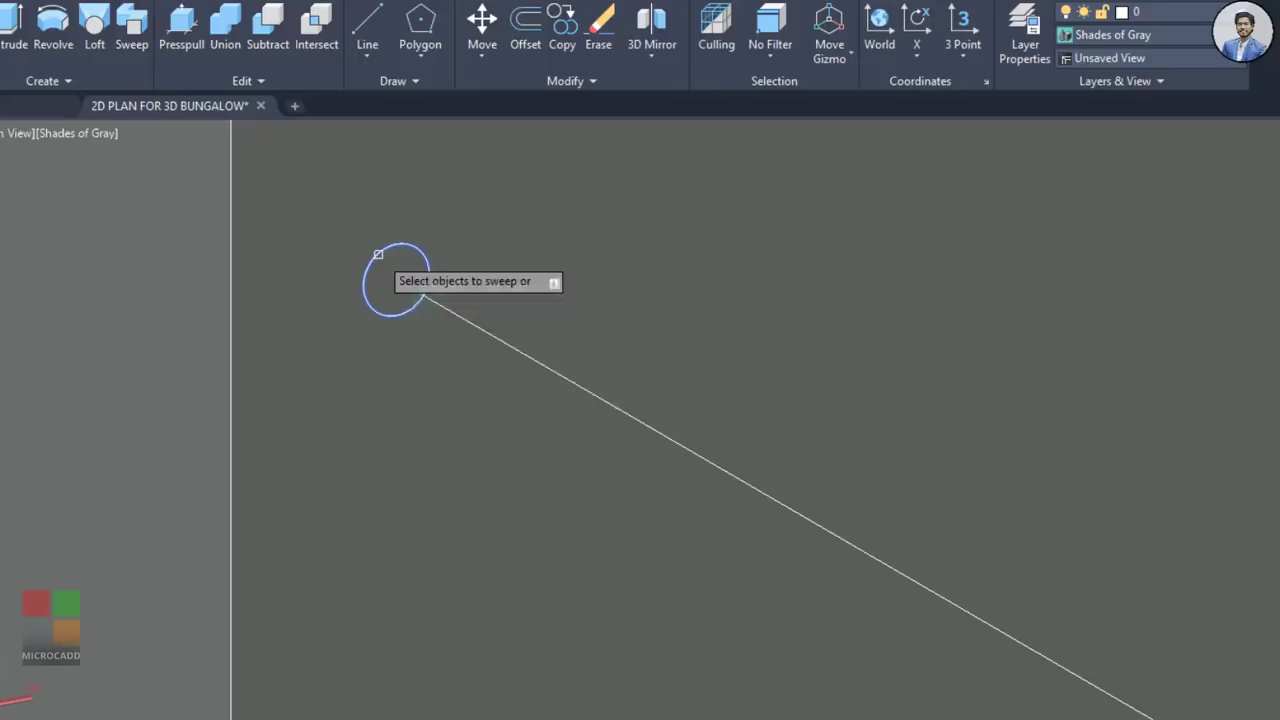 trude Revolve Loft Sweep Presspull Union Subtract Intersect Line Polygon Move Offset Copy Erase 3D Mirror Culling No Filter Move Gizmo World X 3 Point Layer Properties
0
Shades of Gray
Unsaved View
Create Edit Draw Modify Selection Coordinates Layers & View
2D PLAN FOR 3D BUNGALOW*
n View][Shades of Gray]
Select objects to sweep or
MICROCADD